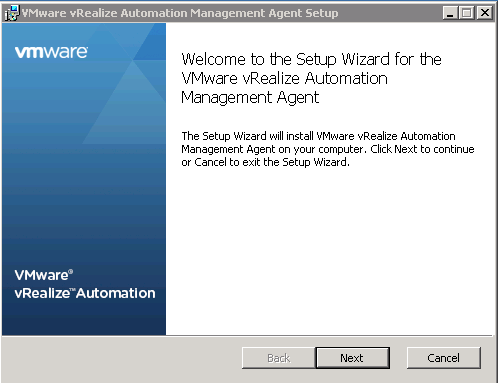 VMware vRealize Automation Management Agent Setup
vmware
Welcome to the Setup Wizard for the
VMware vRealize Automation
Management Agent
The Setup Wizard will install VMware vRealize Automation
Management Agent on your computer. Click Next to continue
or Cancel to exit the Setup Wizard.
VMware®
vRealize™Automation
Back Next Cancel